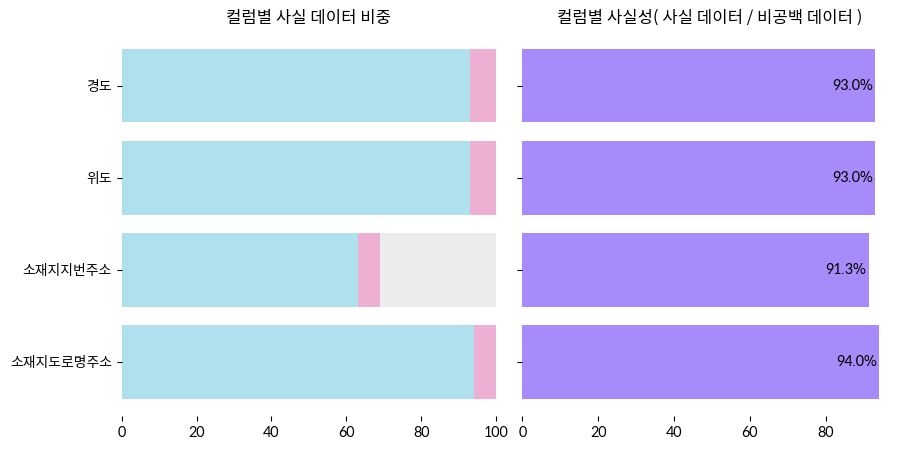 컬럼별 사실 데이터 비중
컬럼별 사실성( 사실 데이터 / 비공백 데이터 )
경도
93.0%
위도
93.0%
소재지지번주소
91.3%
소재지도로명주소
94.0%
0 20 40 60 80 100
0 20 40 60 80